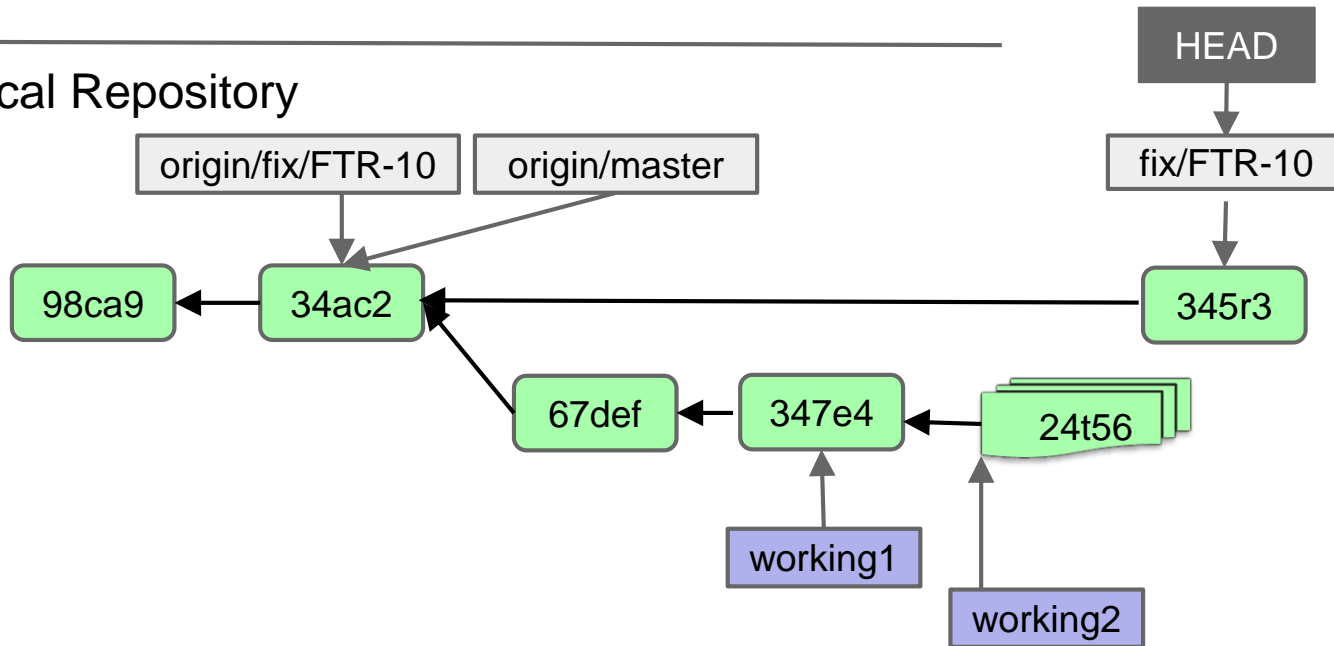 HEAD
cal Repository
origin/fix/FTR-10
origin/master
fix/FTR-10
98ca9
34ac2
345r3
67def
347e4
24t56
working1
working2